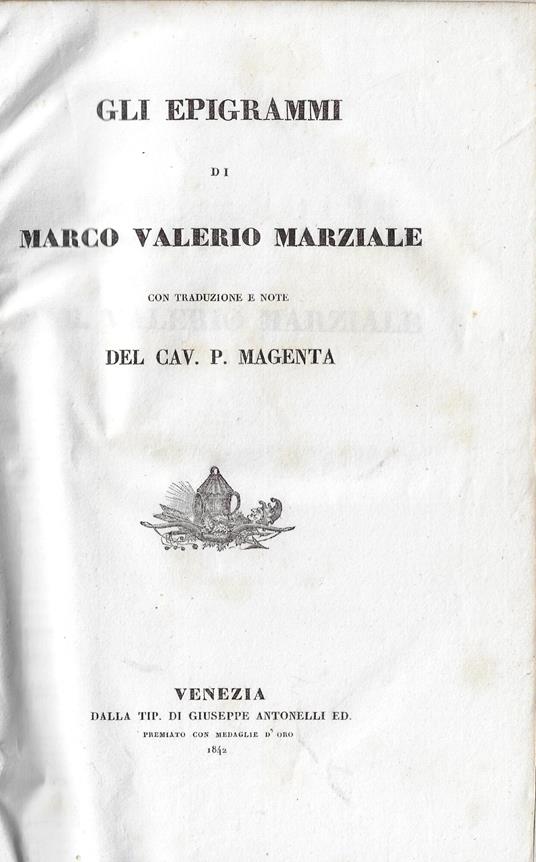 GLI EPIGRAMMI
DI
MARCO VALERIO MARZIALE
CON TRADUZIONE E NOTE
DEL CAV. P. MAGENTA
VENEZIA
DALLA TIP. DI GIUSEPPE ANTONELLI ED.
PREMIATO CON MEDAGLIE D'ORO
1842